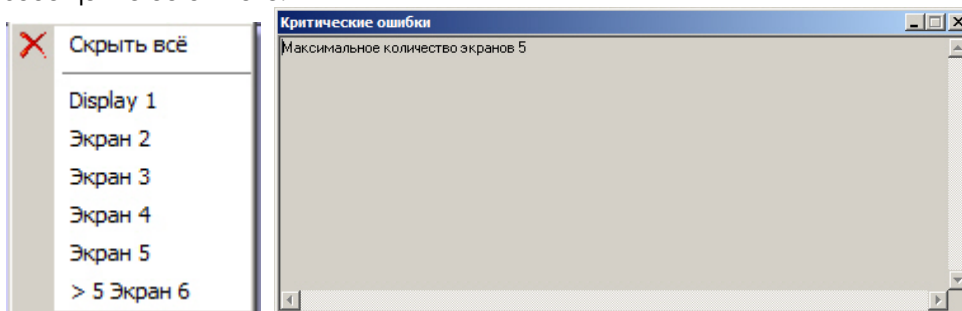 Критические ошибки
Скрыть всё
Максимальное количество экранов 5
Display 1
Экран 2
Экран 3
Экран 4
Экран 5
> 5 Экран 6